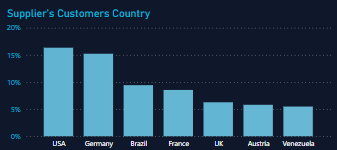 Supplier's Customers Country
20%
15%
10%
5%
0%
USA Germany Brazil France UK Austria Venezuela